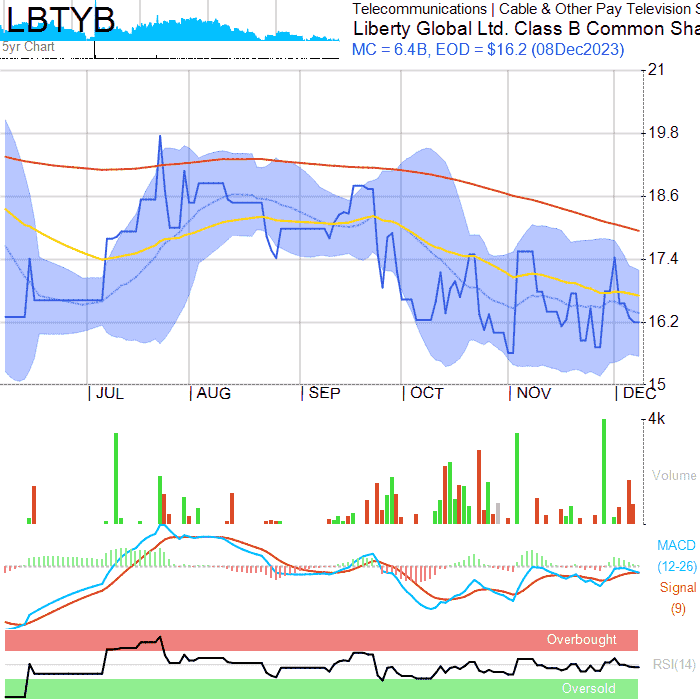 LBTYB
Telecommunications | Cable & Other Pay Television S
Liberty Global Ltd. Class B Common Sha
5yr Chart
MC = 6.4B, EOD = $16.2 (08Dec2023)
21
19.8
18.6
17.4
16.2
15
JUL
AUG
SEP
OCT
NOV
DEC
4k
Volume
MACD
(12-26)
Signal
(9)
Overbought
RSI(14)
Oversold